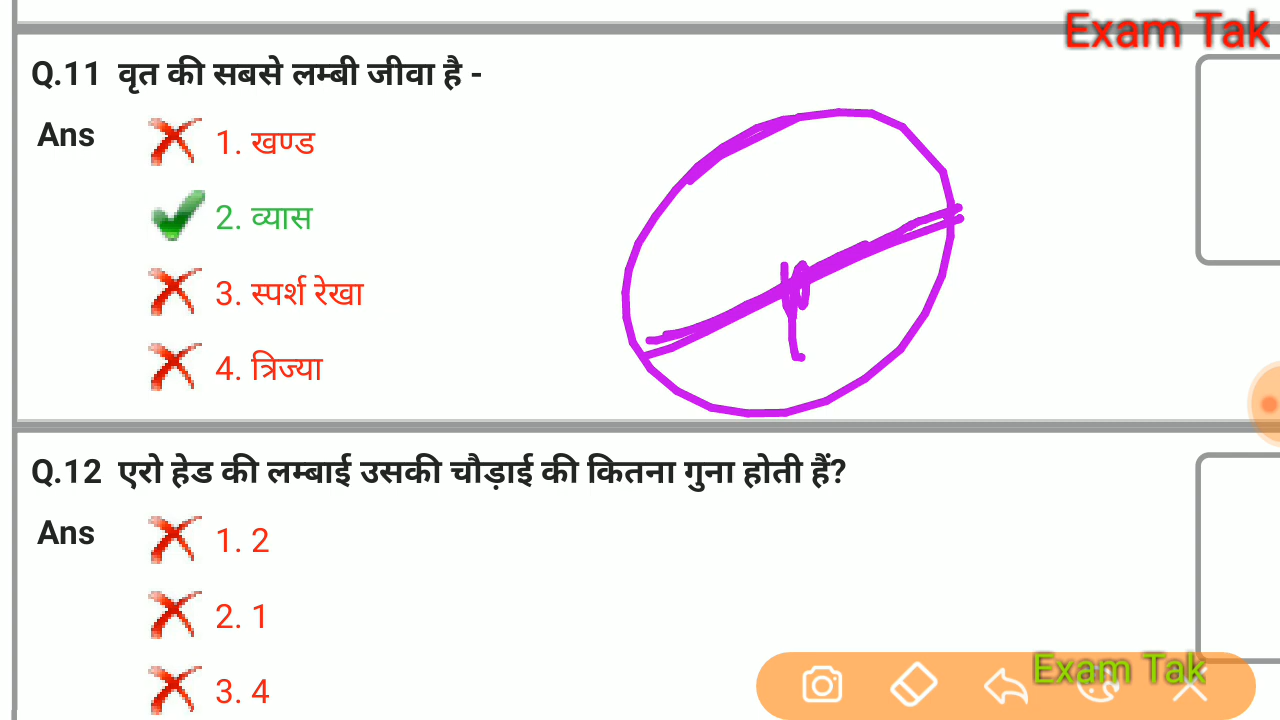 Exam Tak
Q.11 वृत की सबसे लम्बी जीवा है -
Ans
1. खण्ड
2. व्यास
3. स्पर्श रेखा
4. त्रिज्या
Q.12 एरो हेड की लम्बाई उसकी चौड़ाई की कितना गुना होती हैं?
Ans
1. 2
2. 1
3. 4
Exam Tak